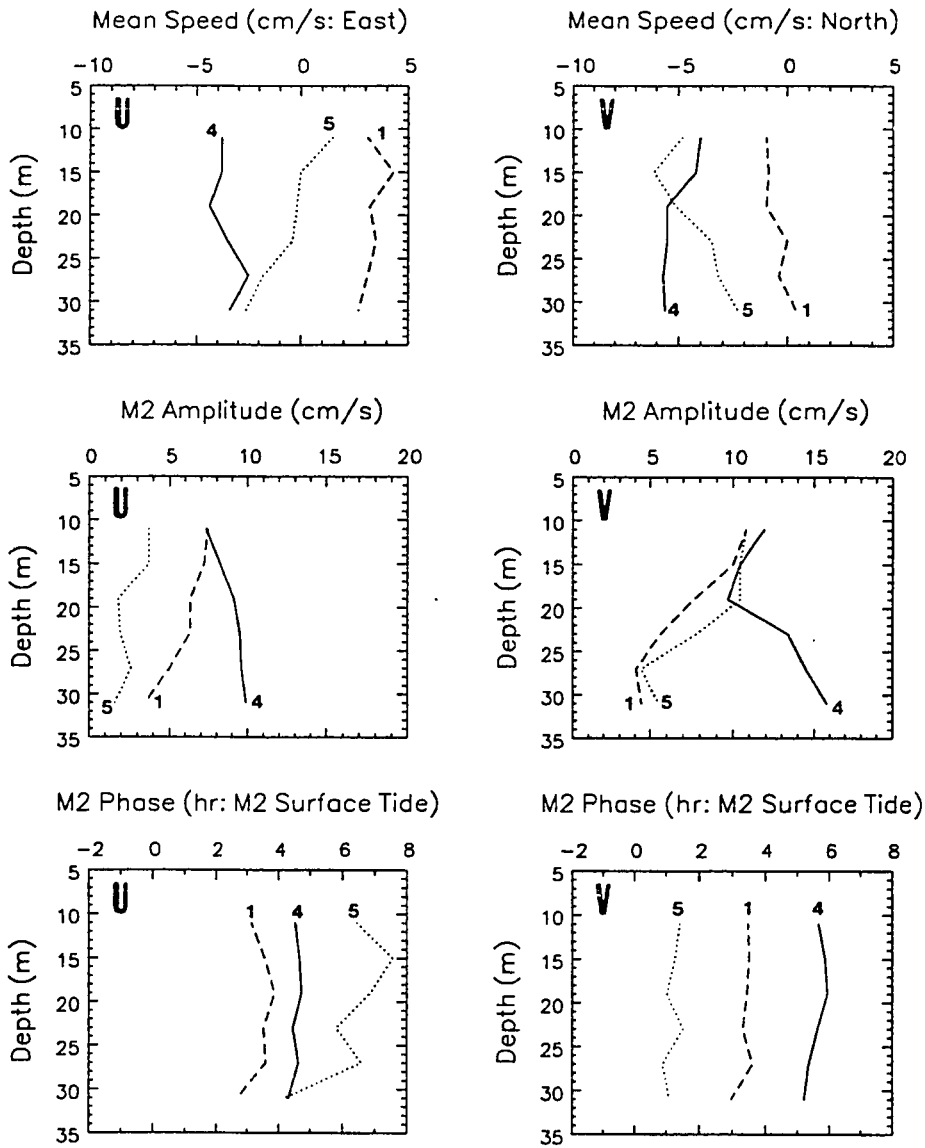 Mean Speed (cm/s: East)
-10 -5 0 5
5
10
15
20
25
30
35
Depth (m)
U
4 5 1
Mean Speed (cm/s: North)
-10 -5 0 5
5
10
15
20
25
30
35
Depth (m)
V
1
4 5 1
M2 Amplitude (cm/s)
0 5 10 15 20
5
10
15
20
25
30
35
Depth (m)
U
5 1 4
M2 Amplitude (cm/s)
0 5 10 15 20
5
10
15
20
25
30
35
Depth (m)
V
1 5 4
M2 Phase (hr: M2 Surface Tide)
-2 0 2 4 6 8
5
10
15
20
25
30
35
Depth (m)
U
1 4 5
M2 Phase (hr: M2 Surface Tide)
-2 0 2 4 6 8
5
10
15
20
25
30
35
Depth (m)
V
5 1 4